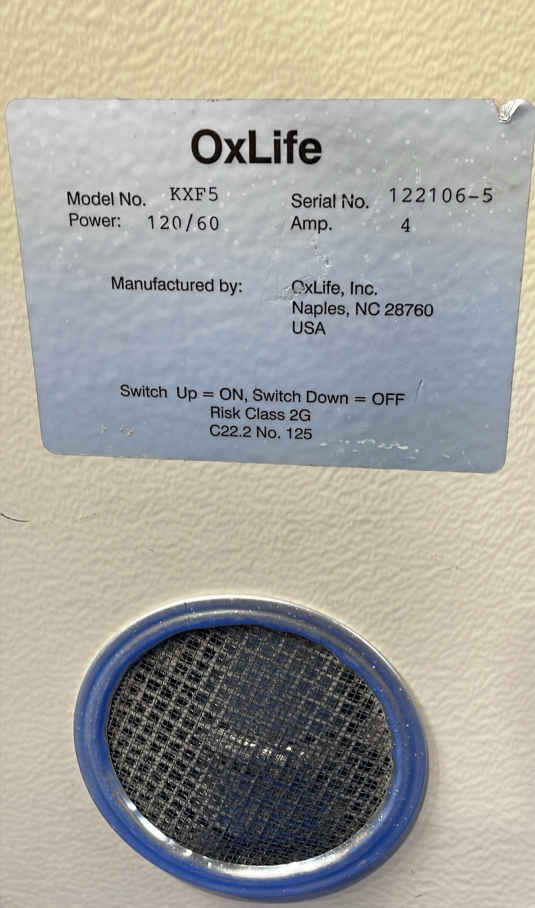 OxLife
Model No. KXF5 Serial No. 122106-5
Power: 120/60 Amp. 4
Manufactured by: OxLife, Inc.
Naples, NC 28760
USA
Switch Up = ON, Switch Down = OFF
Risk Class 2G
C22.2 No. 125